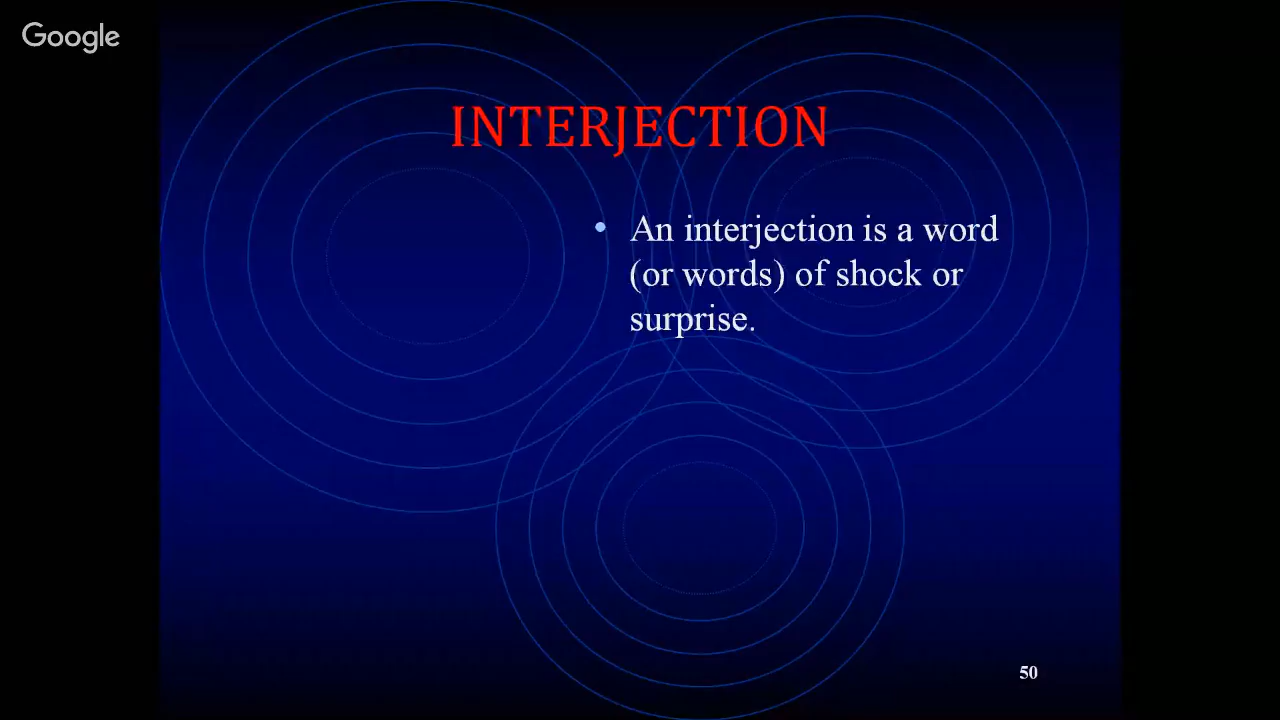 Google
INTERJECTION
• An interjection is a word
(or words) of shock or
surprise.
50